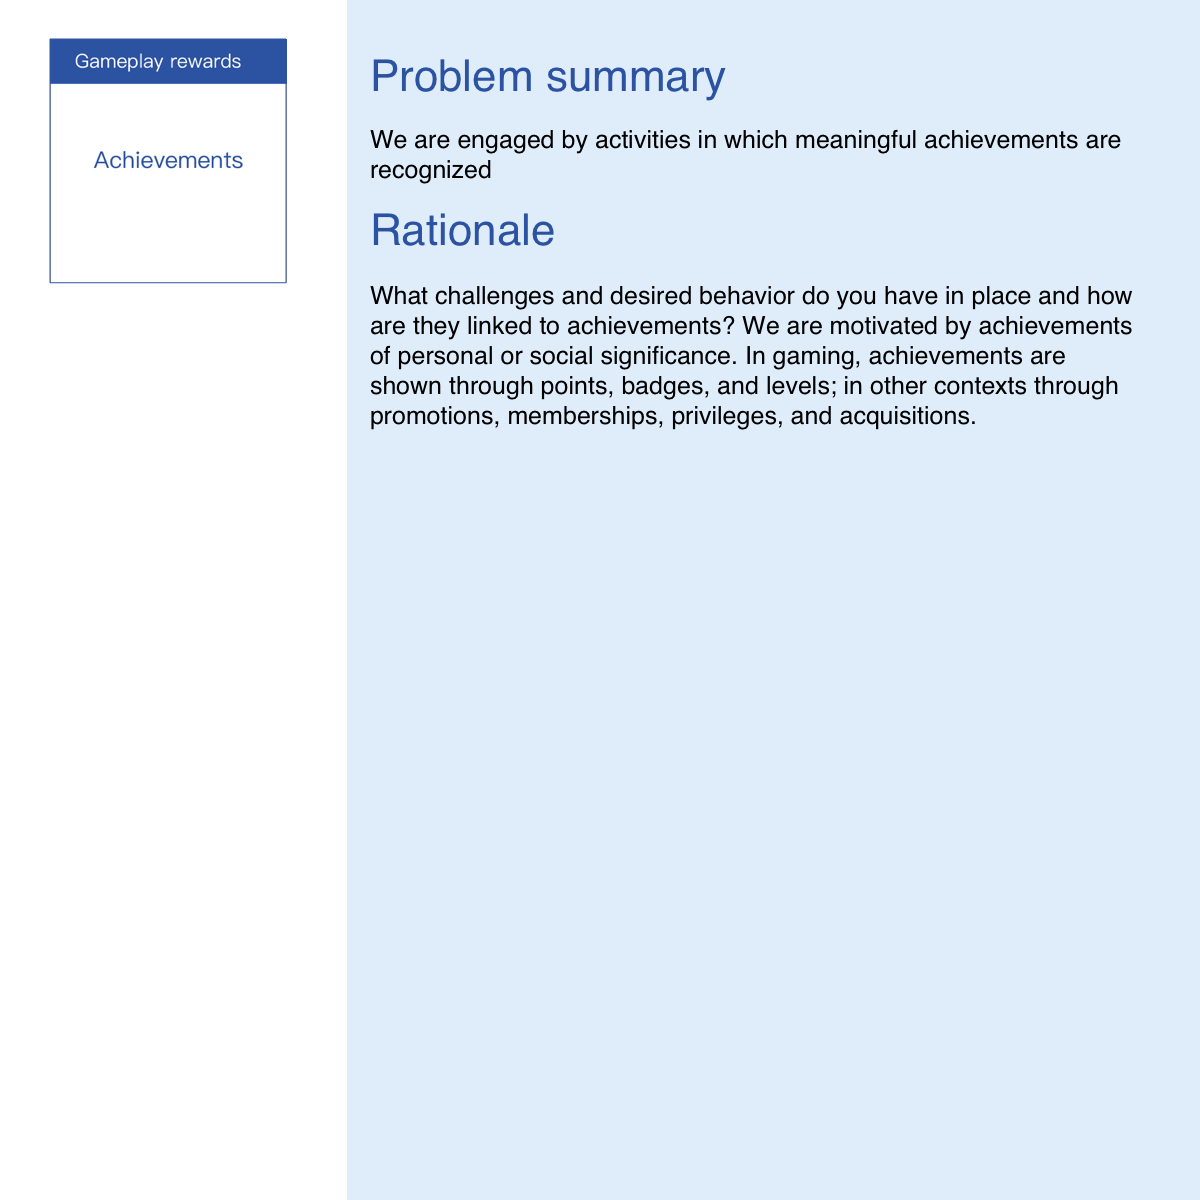 Gameplay rewards
Achievements
Problem summary
We are engaged by activities in which meaningful achievements are
recognized
Rationale
What challenges and desired behavior do you have in place and how
are they linked to achievements? We are motivated by achievements
of personal or social significance. In gaming, achievements are
shown through points, badges, and levels; in other contexts through
promotions, memberships, privileges, and acquisitions.